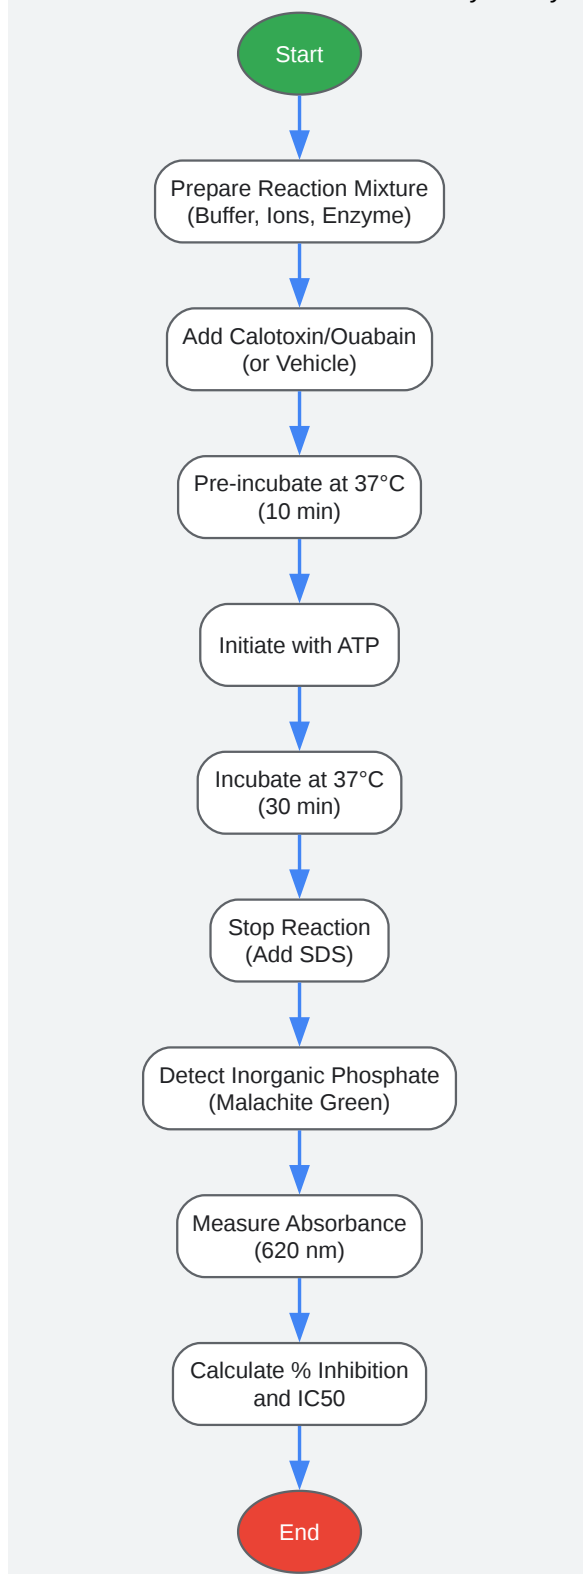 Start
Prepare Reaction Mixture
(Buffer, Ions, Enzyme)
Add Calotoxin/Ouabain
(or Vehicle)
Pre-incubate at 37°C
(10 min)
Initiate with ATP
Incubate at 37°C
(30 min)
Stop Reaction
(Add SDS)
Detect Inorganic Phosphate
(Malachite Green)
Measure Absorbance
(620 nm)
Calculate % Inhibition
and IC50
End